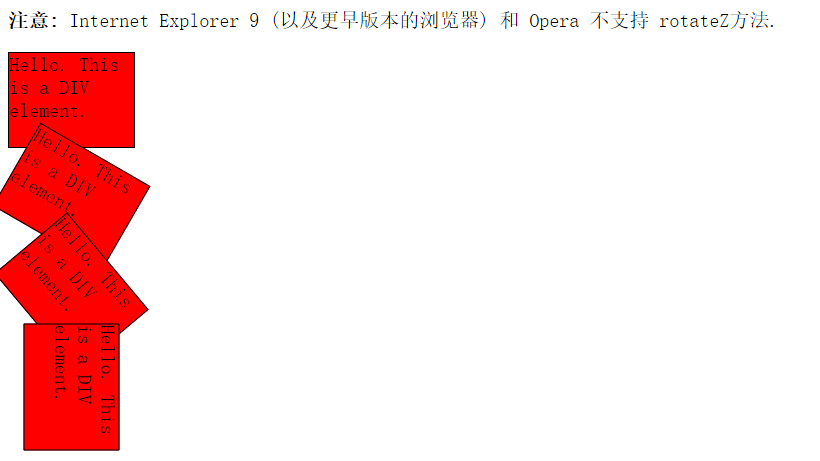 注意: Internet Explorer 9 (以及更早版本的浏览器) 和 Opera 不支持 rotateZ方法.
Hello. This
is a DIV
element.
Hello. This
is a DIV
element.
Hello. This
is a DIV
element.
Hello. This
is a DIV
element.